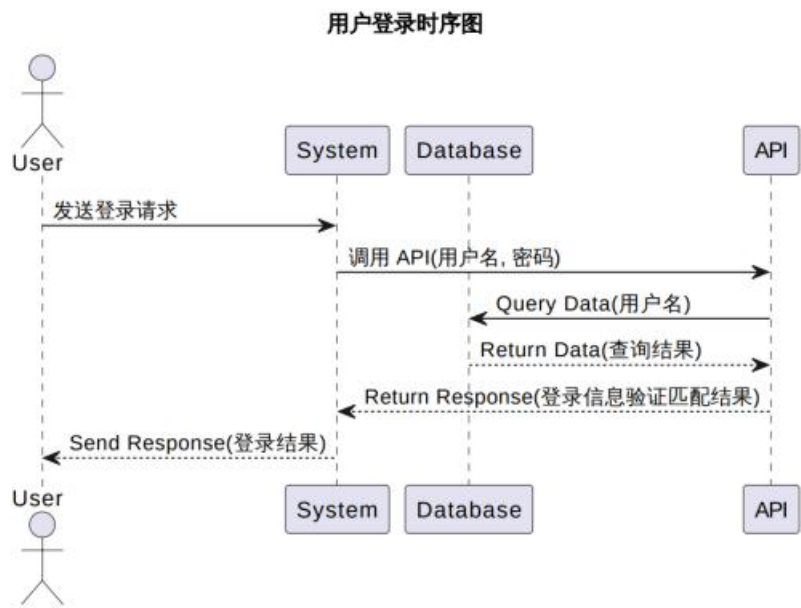 用户登录时序图
User
System
Database
API
发送登录请求
调用 API(用户名, 密码)
Query Data(用户名)
Return Data(查询结果)
Return Response(登录信息验证匹配结果)
Send Response(登录结果)
User
System
Database
API